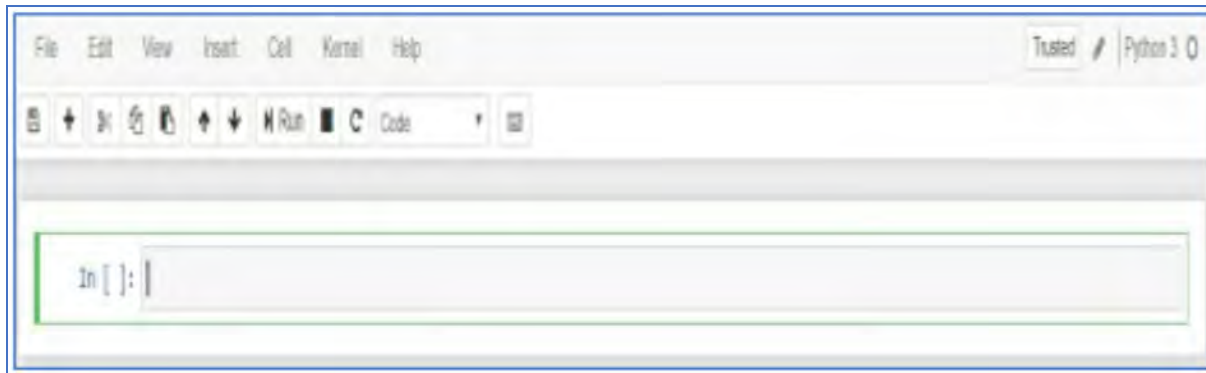 File Edit View Insert Cell Kernel Help Trusted Python 3
Run C Code
In [ ]: